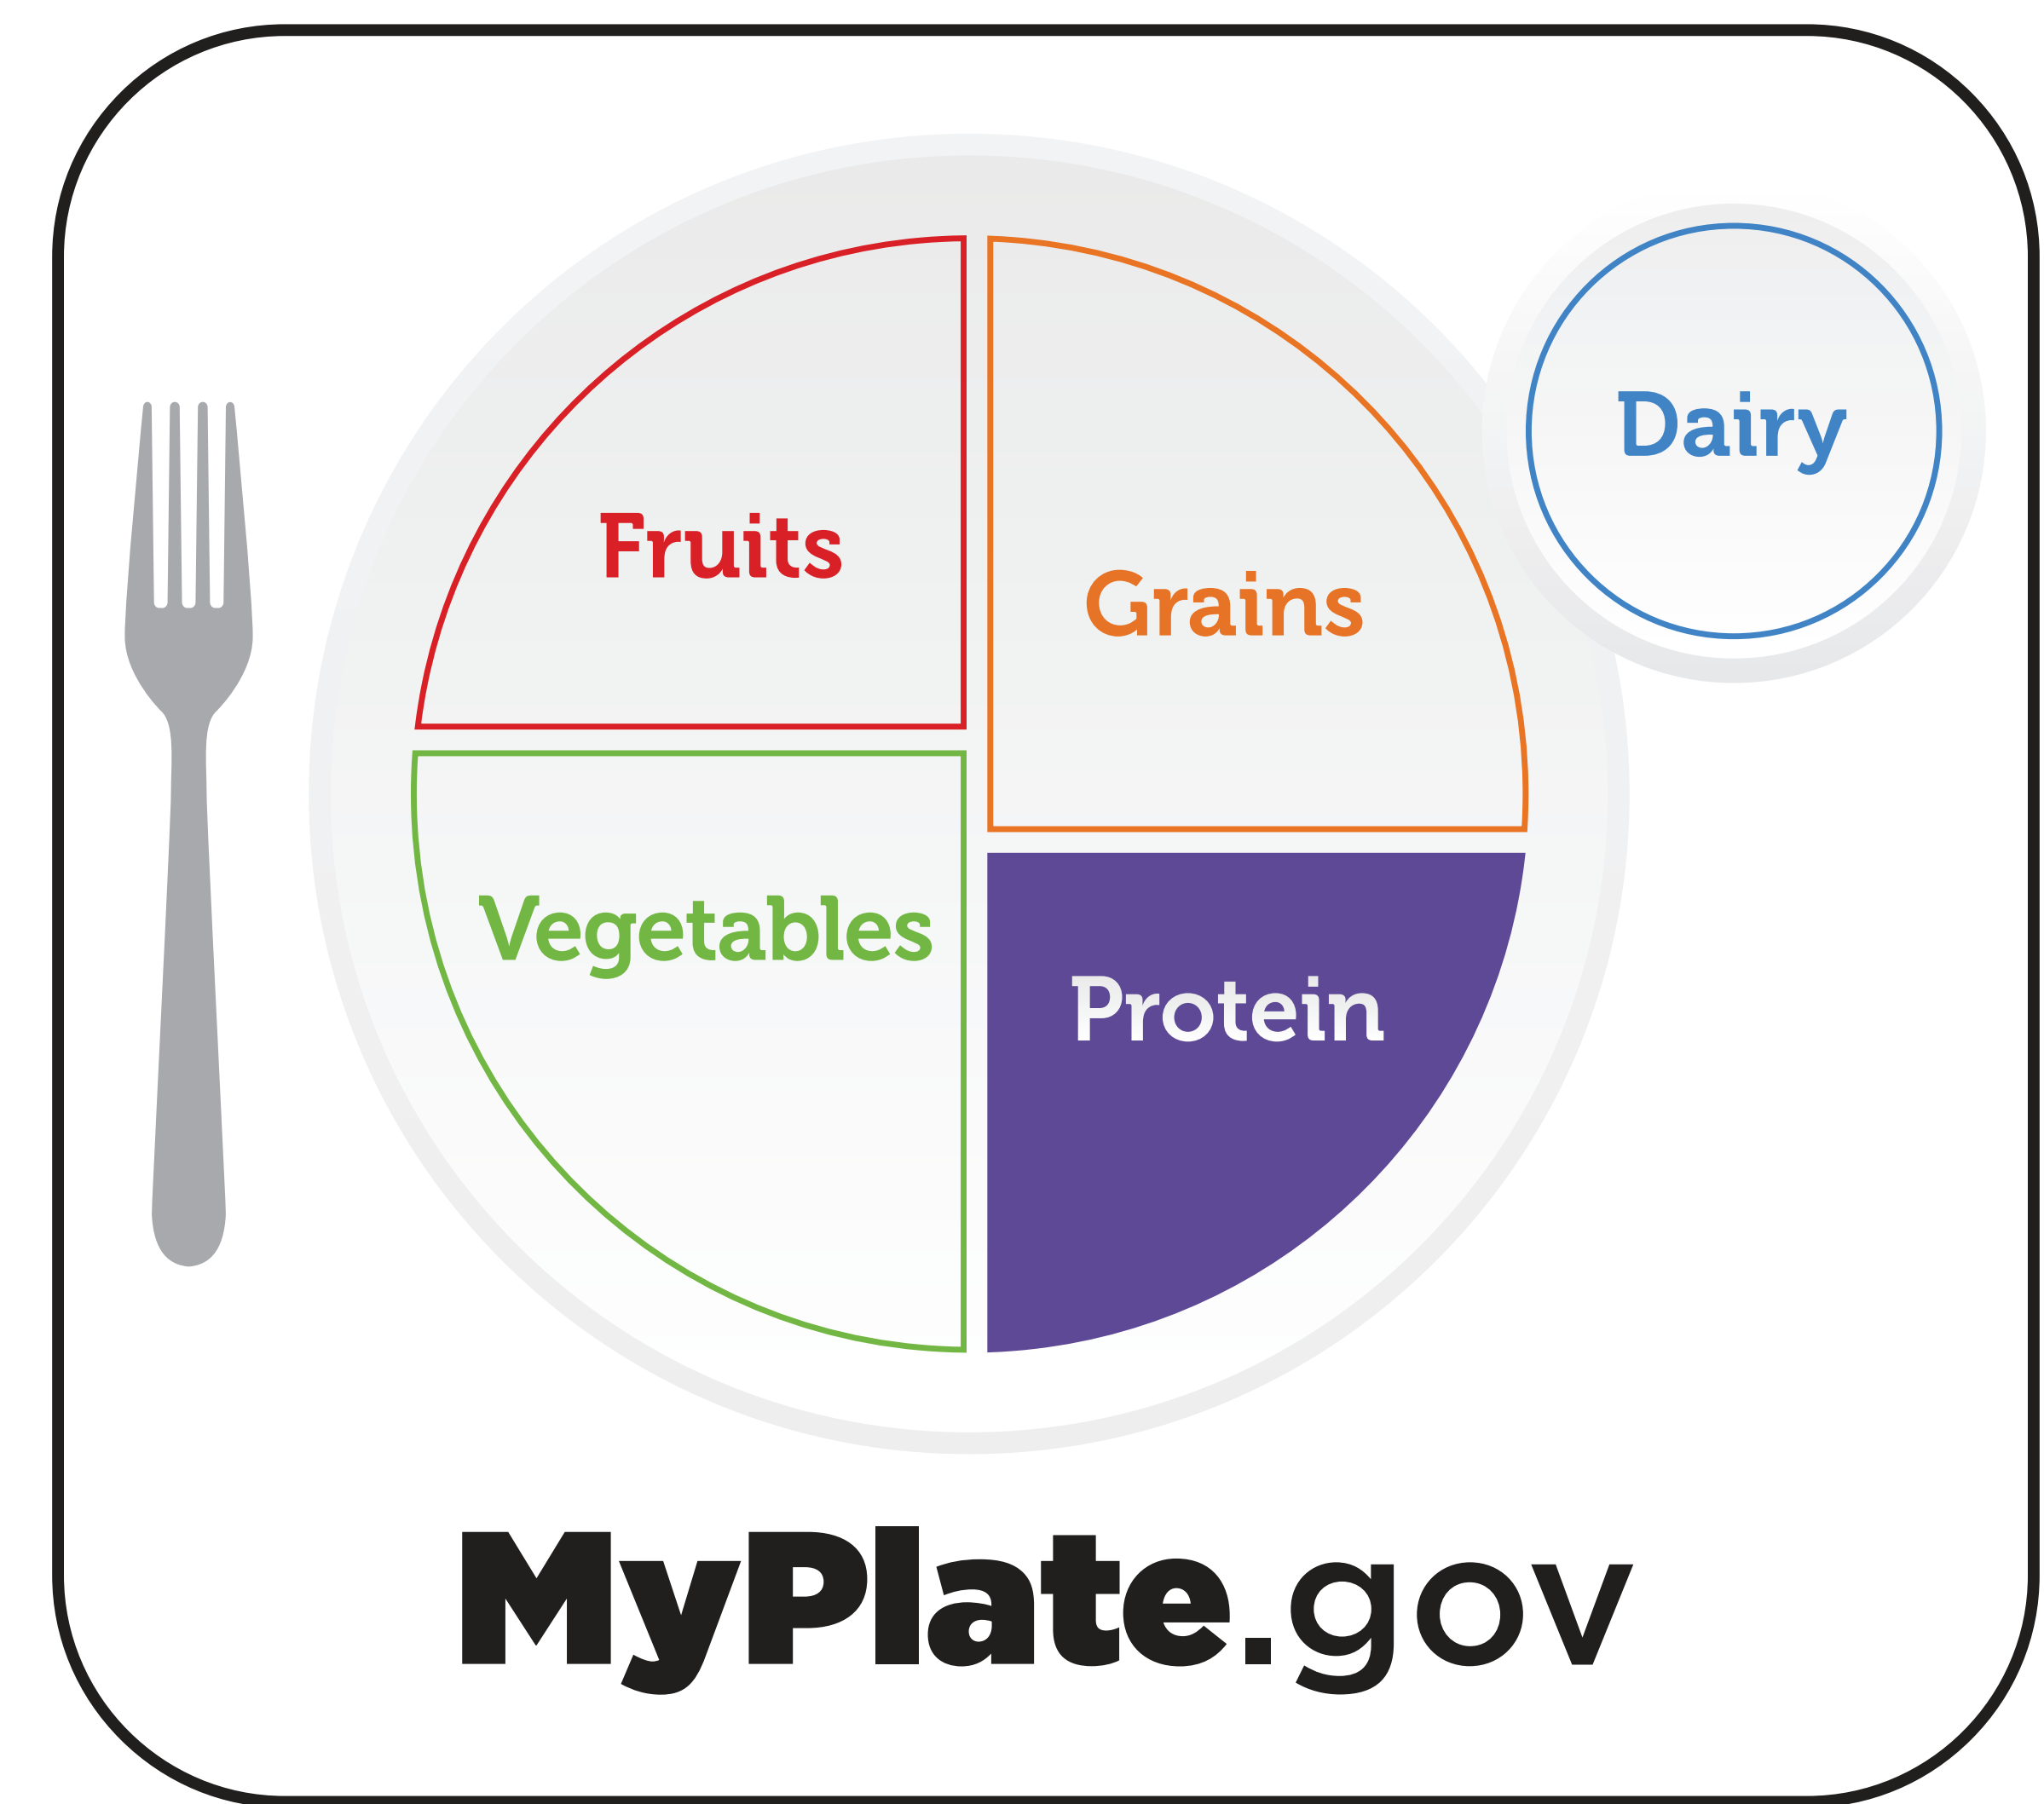 Fruits
Grains
Dairy
Vegetables
Protein
MyPlate.gov